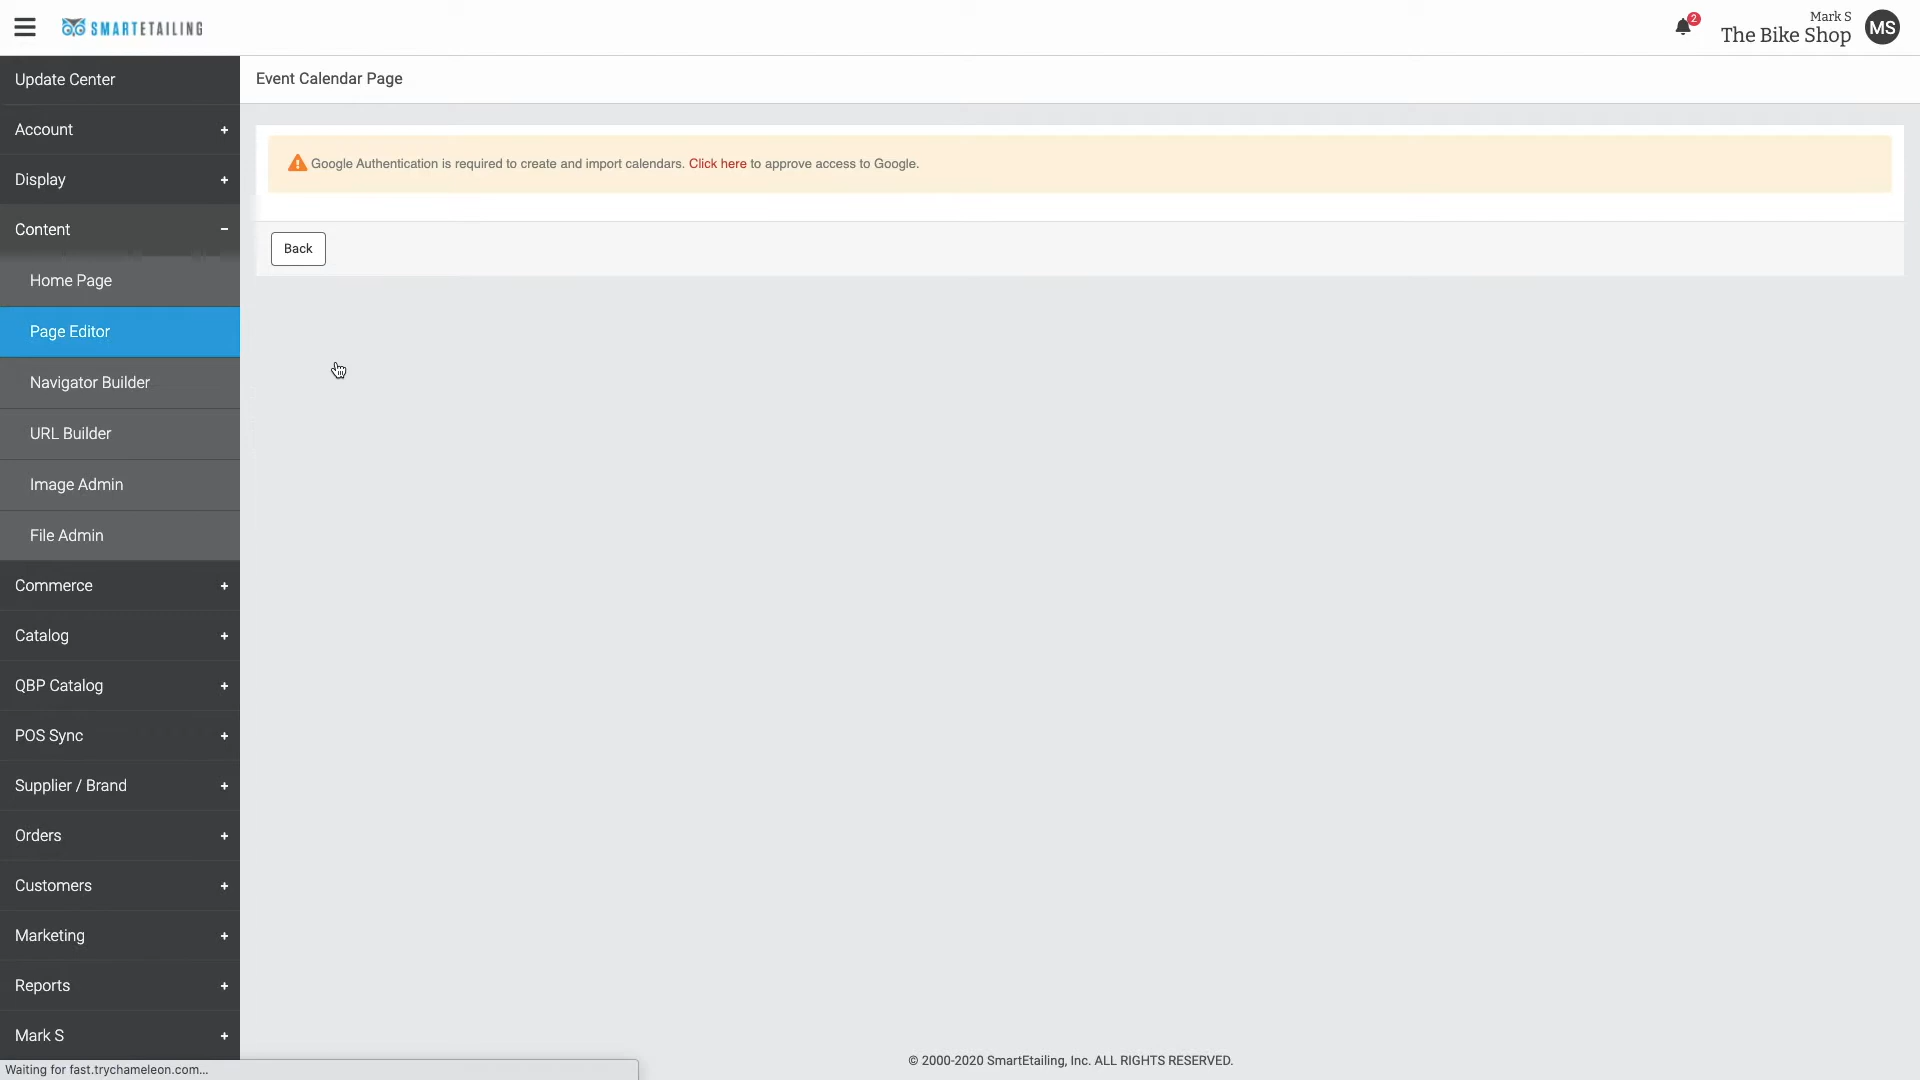 SMARTETAILING
2
Mark S
The Bike Shop
MS
Update Center
Account +
Display +
Content −
Home Page
Page Editor
Navigator Builder
URL Builder
Image Admin
File Admin
Commerce +
Catalog +
QBP Catalog +
POS Sync +
Supplier / Brand +
Orders +
Customers +
Marketing +
Reports +
Mark S +
Event Calendar Page
Google Authentication is required to create and import calendars. Click here to approve access to Google.
Back
© 2000-2020 SmartEtailing, Inc. ALL RIGHTS RESERVED.
Waiting for fast.trychameleon.com...